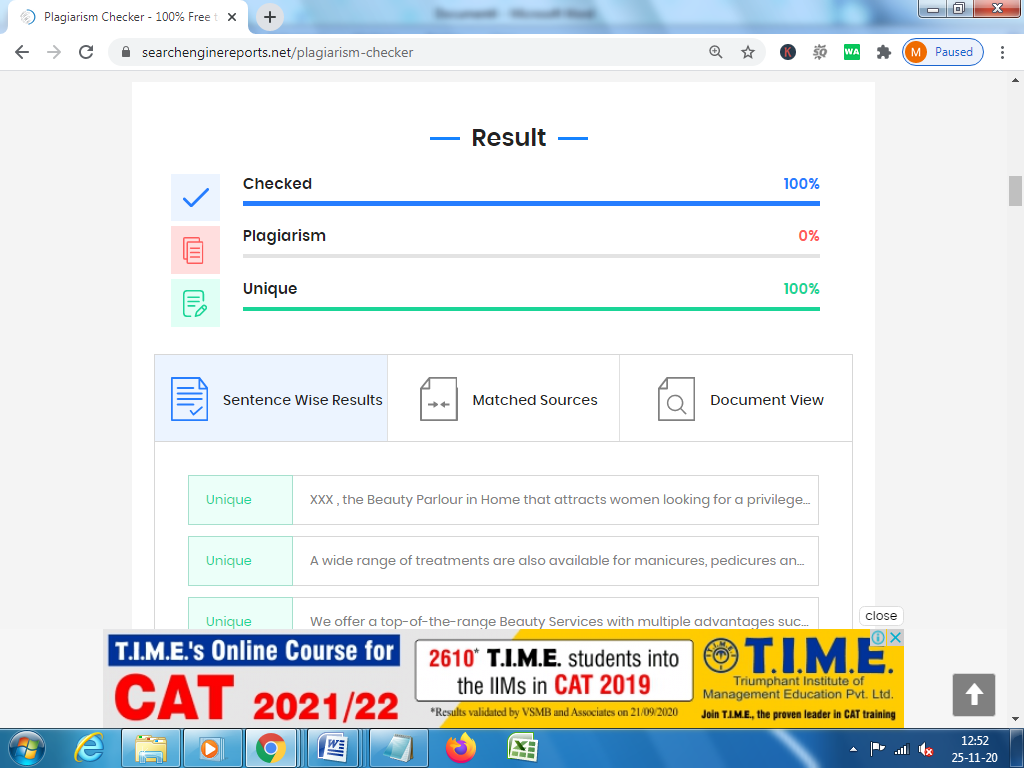 Plagiarism Checker - 100% Free t
searchenginereports.net/plagiarism-checker
M Paused
Result
Checked 100%
Plagiarism 0%
Unique 100%
Sentence Wise Results Matched Sources Document View
Unique XXX , the Beauty Parlour in Home that attracts women looking for a privilege...
Unique A wide range of treatments are also available for manicures, pedicures an...
Unique We offer a top-of-the-range Beauty Services with multiple advantages suc...
close
T.I.M.E.'s Online Course for
CAT 2021/22
2610* T.I.M.E. students into
the IIMs in CAT 2019
*Results validated by VSMB and Associates on 21/09/2020
T.I.M.E.
Triumphant Institute of
Management Education Pvt. Ltd.
Join T.I.M.E., the proven leader in CAT training
12:52
25-11-20